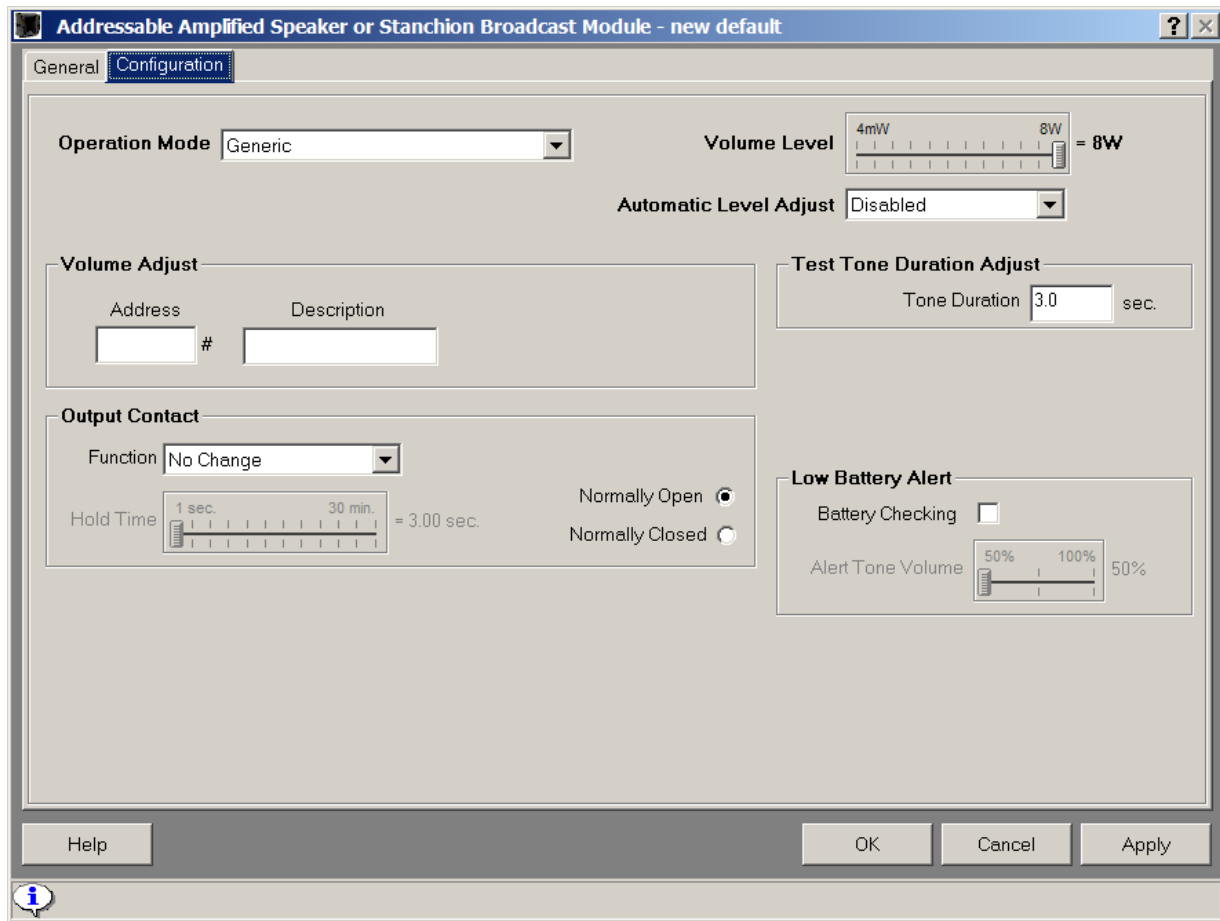 Addressable Amplified Speaker or Stanchion Broadcast Module - new default
?
General Configuration
Operation Mode Generic
Volume Level 4mW 8W = 8W
Automatic Level Adjust Disabled
Volume Adjust
Address Description
#
Test Tone Duration Adjust
Tone Duration 3.0 sec.
Output Contact
Function No Change
Hold Time 1 sec. 30 min. = 3.00 sec.
Normally Open
Normally Closed
Low Battery Alert
Battery Checking
Alert Tone Volume 50% 100% 50%
Help OK Cancel Apply
i